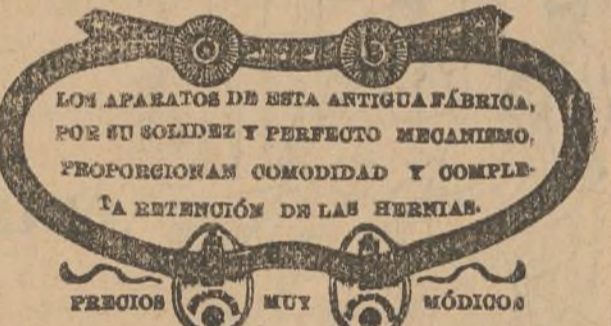 LOS APARATOS DE ESTA ANTIGUA FÁBRICA,
POR SU SOLIDEZ Y PERFECTO MECANISMO,
PROPORCIONAN COMODIDAD Y COMPLE-
TA RETENCIÓN DE LAS HERNIAS.
PRECIOS MUY MÓDICOS